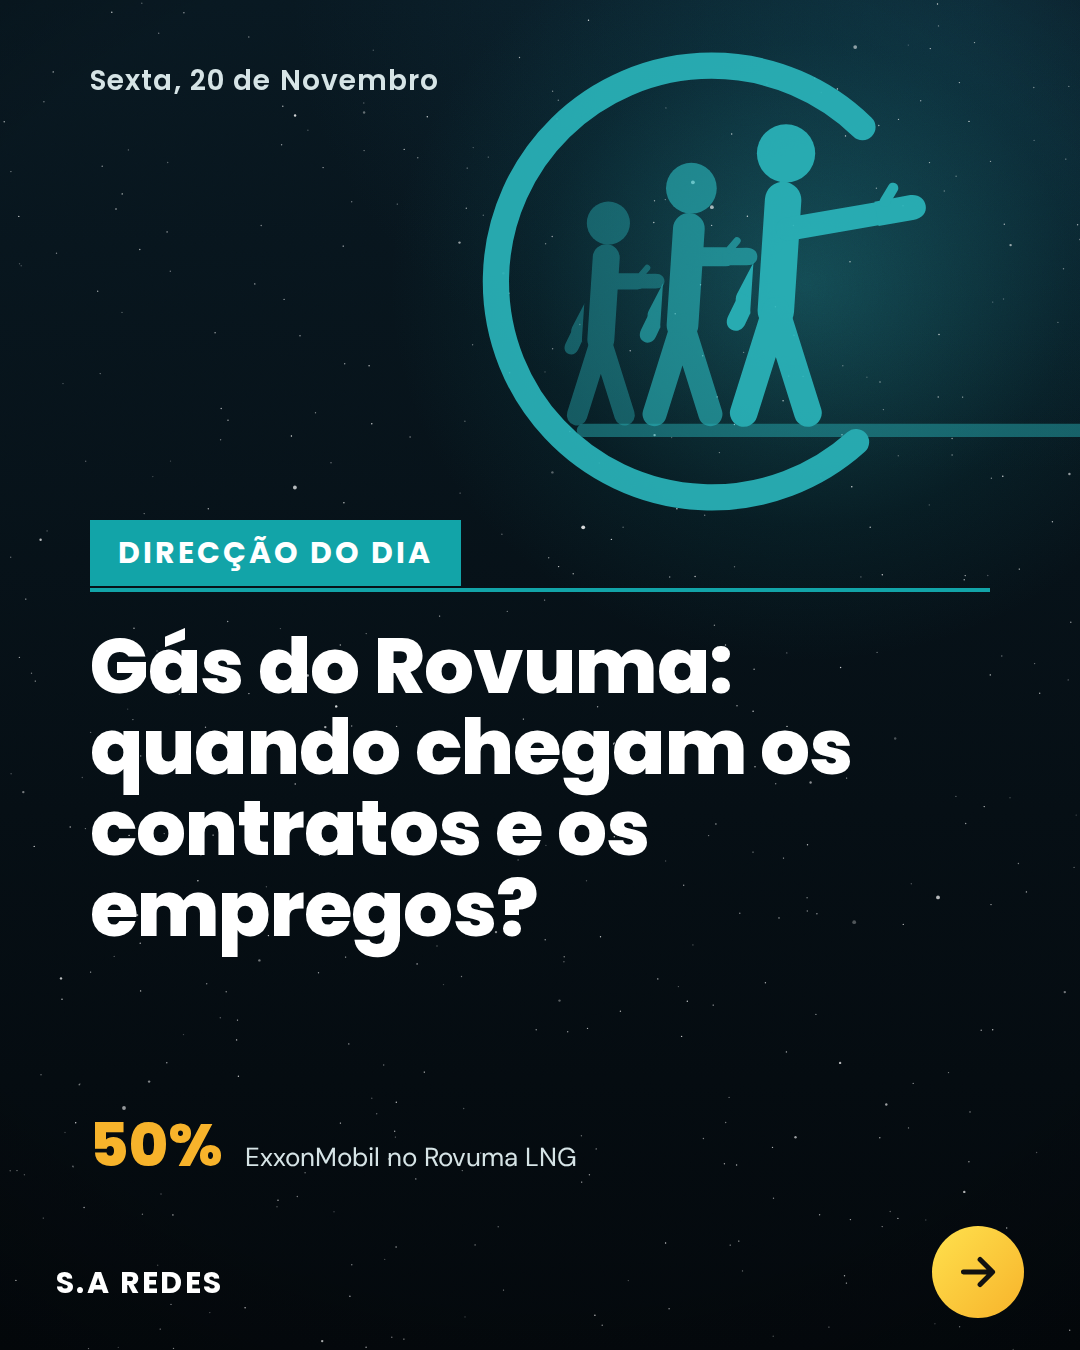 Sexta, 20 de Novembro
DIRECÇÃO DO DIA
Gás do Rovuma:
quando chegam os
contratos e os
empregos?
50% ExxonMobil no Rovuma LNG
S.A REDES